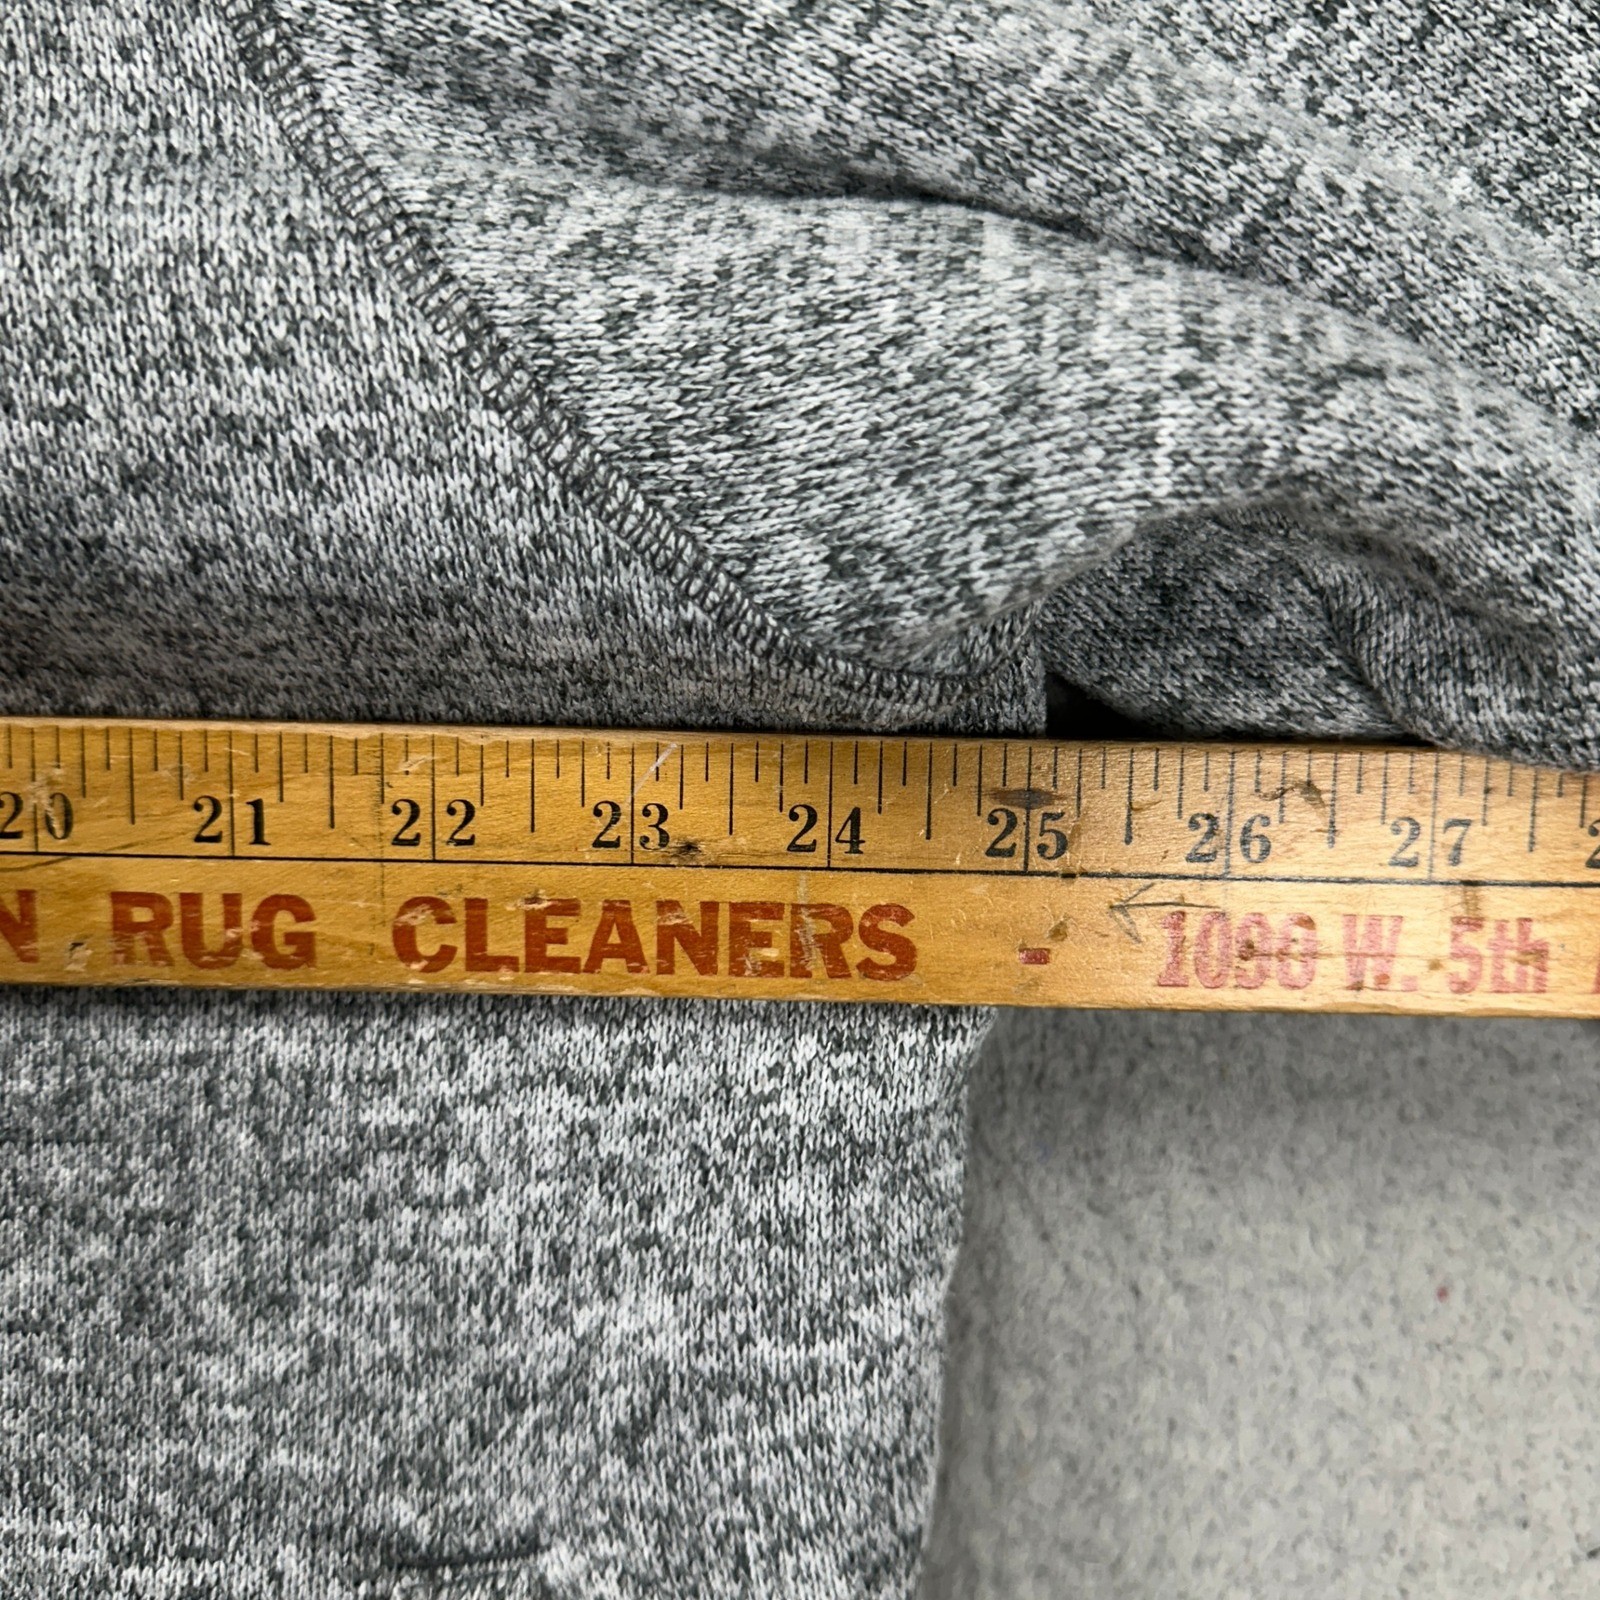 20 21 22 23 24 25 26 27
RUG CLEANERS - 1090 W. 5th